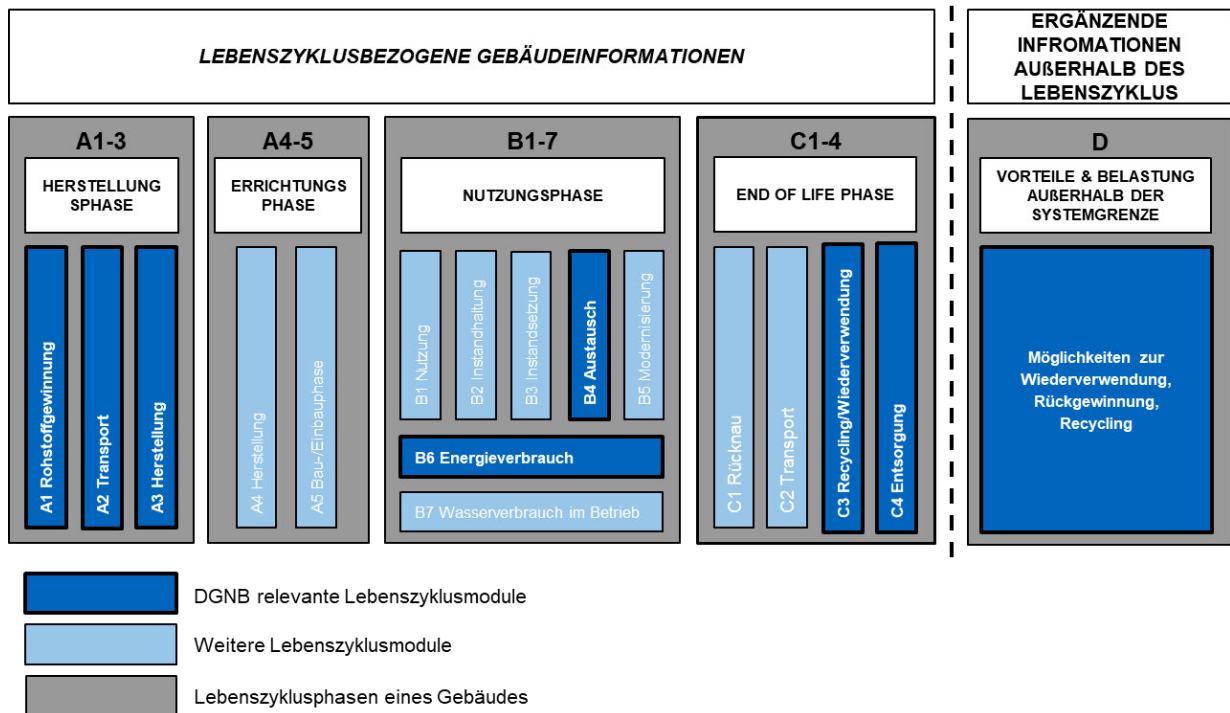 LEBENSZYKLUSBEZOGENE GEBÄUDEINFORMATIONEN
ERGÄNZENDE
INFROMATIONEN
AUßERHALB DES
LEBENSZYKLUS
A1-3
HERSTELLUNG
SPHASE
A1 Rohstoffgewinnung
A2 Transport
A3 Herstellung
A4-5
ERRICHTUNGS
PHASE
A4 Herstellung
A5 Bau-/Einbauphase
B1-7
NUTZUNGSPHASE
B1 Nutzung
B2 Instandhaltung
B3 Instandsetzung
B4 Austausch
B5 Modernisierung
B6 Energieverbrauch
B7 Wasserverbrauch im Betrieb
C1-4
END OF LIFE PHASE
C1 Rücknau
C2 Transport
C3 Recycling/Wiederverwendung
C4 Entsorgung
D
VORTEILE & BELASTUNG
AUßERHALB DER
SYSTEMGRENZE
Möglichkeiten zur
Wiederverwendung,
Rückgewinnung,
Recycling
DGNB relevante Lebenszyklusmodule
Weitere Lebenszyklusmodule
Lebenszyklusphasen eines Gebäudes